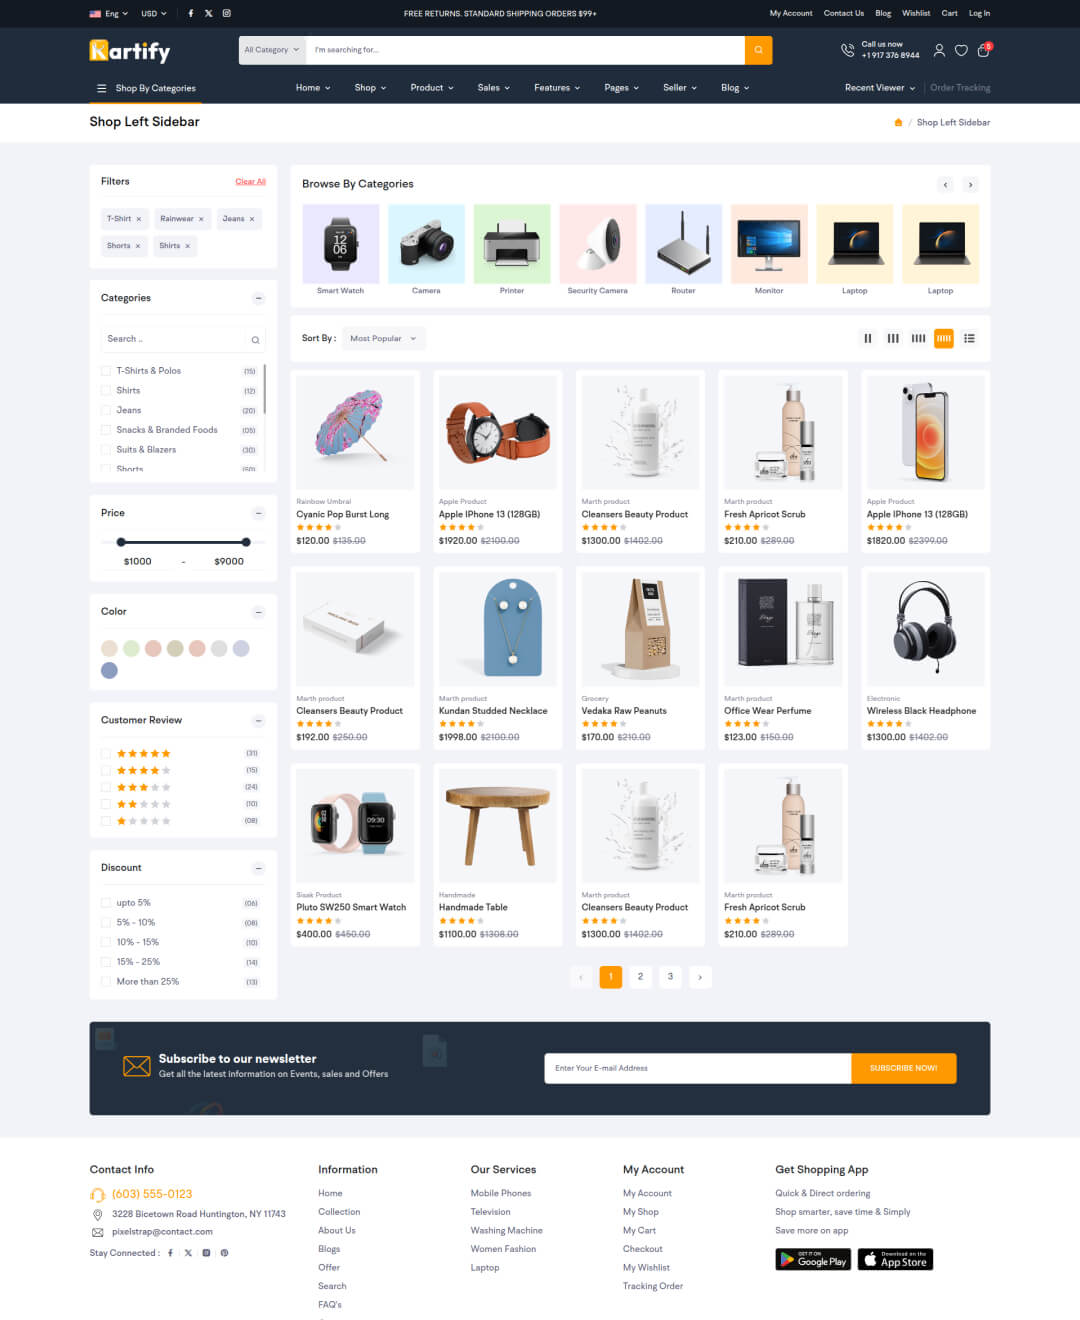 Eng USD FREE RETURNS. STANDARD SHIPPING ORDERS $99+ My Account Contact Us Blog Wishlist Cart Log In
Kartify
All Category I'm searching for...
Call us now
+1 917 376 8944
5
Shop By Categories Home Shop Product Sales Features Pages Seller Blog Recent Viewer Order Tracking
Shop Left Sidebar
/ Shop Left Sidebar
Filters Clear All
T-Shirt × Rainwear × Jeans ×
Shorts × Shirts ×
Categories
Search ..
T-Shirts & Polos (15)
Shirts (12)
Jeans (20)
Snacks & Branded Foods (05)
Suits & Blazers (30)
Shorts (50)
Price
$1000 - $9000
Color
Customer Review
(31)
(15)
(24)
(10)
(08)
Discount
upto 5% (06)
5% - 10% (08)
10% - 15% (10)
15% - 25% (14)
More than 25% (13)
Browse By Categories
12
06
Smart Watch Camera Printer Security Camera Router Monitor Laptop Laptop
Sort By : Most Popular
Rainbow Umbral
Cyanic Pop Burst Long
$120.00 $135.00
Apple Product
Apple IPhone 13 (128GB)
$1920.00 $2100.00
Marth product
Cleansers Beauty Product
$1300.00 $1402.00
Marth product
Fresh Apricot Scrub
$210.00 $289.00
Apple Product
Apple IPhone 13 (128GB)
$1820.00 $2399.00
Marth product
Cleansers Beauty Product
$192.00 $250.00
Marth product
Kundan Studded Necklace
$1998.00 $2100.00
Grocery
Vedaka Raw Peanuts
$170.00 $210.00
Marth product
Office Wear Perfume
$123.00 $150.00
Electronic
Wireless Black Headphone
$1300.00 $1402.00
09:30
Sisak Product
Pluto SW250 Smart Watch
$400.00 $450.00
Handmade
Handmade Table
$1100.00 $1308.00
Marth product
Cleansers Beauty Product
$1300.00 $1402.00
Marth product
Fresh Apricot Scrub
$210.00 $289.00
‹ 1 2 3 ›
Subscribe to our newsletter
Get all the latest information on Events, sales and Offers
Enter Your E-mail Address SUBSCRIBE NOW!
Contact Info
(603) 555-0123
3228 Bicetown Road Huntington, NY 11743
pixelstrap@contact.com
Stay Connected :
Information
Home
Collection
About Us
Blogs
Offer
Search
FAQ's
Our Services
Mobile Phones
Television
Washing Machine
Women Fashion
Laptop
My Account
My Account
My Shop
My Cart
Checkout
My Wishlist
Tracking Order
Get Shopping App
Quick & Direct ordering
Shop smarter, save time & Simply
Save more on app
GET IT ON
Google Play
Download on the
App Store